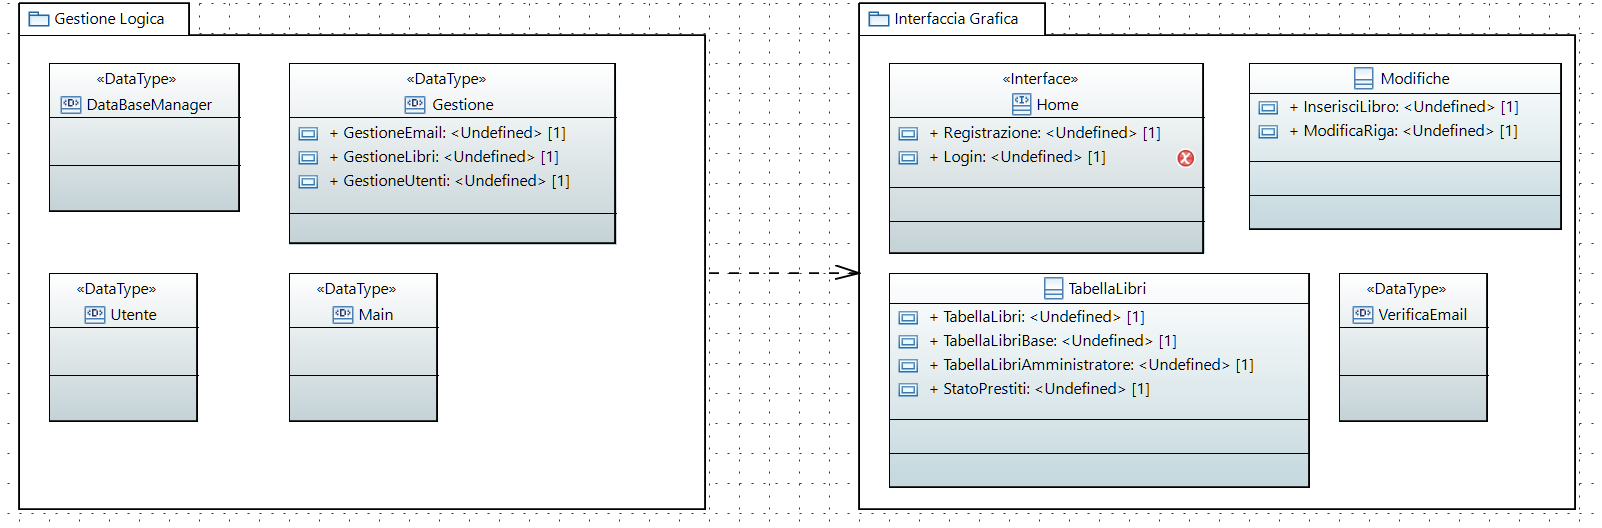 Gestione Logica
«DataType»
DataBaseManager
«DataType»
Gestione
+ GestioneEmail: <Undefined> [1]
+ GestioneLibri: <Undefined> [1]
+ GestioneUtenti: <Undefined> [1]
«DataType»
Utente
«DataType»
Main
Interfaccia Grafica
«Interface»
Home
+ Registrazione: <Undefined> [1]
+ Login: <Undefined> [1]
Modifiche
+ InserisciLibro: <Undefined> [1]
+ ModificaRiga: <Undefined> [1]
TabellaLibri
+ TabellaLibri: <Undefined> [1]
+ TabellaLibriBase: <Undefined> [1]
+ TabellaLibriAmministratore: <Undefined> [1]
+ StatoPrestiti: <Undefined> [1]
«DataType»
VerificaEmail